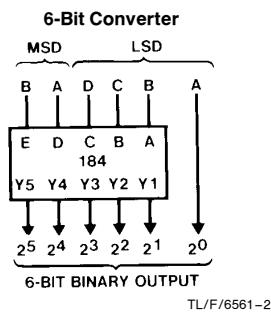 6-Bit Converter
MSD LSD
B A D C B A
E D C B A
184
Y5 Y4 Y3 Y2 Y1
2⁵ 2⁴ 2³ 2² 2¹ 2⁰
6-BIT BINARY OUTPUT
TL/F/6561–2